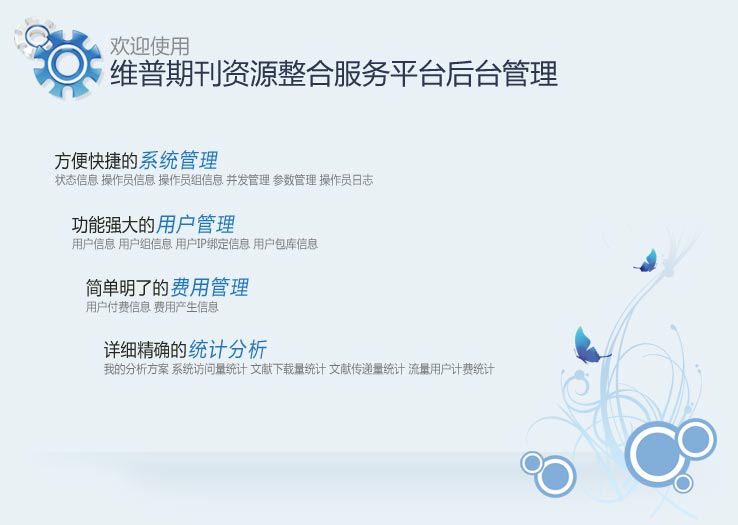 欢迎使用
维普期刊资源整合服务平台后台管理
方便快捷的系统管理
状态信息 操作员信息 操作员组信息 并发管理 参数管理 操作员日志
功能强大的用户管理
用户信息 用户组信息 用户IP绑定信息 用户包库信息
简单明了的费用管理
用户付费信息 费用产生信息
详细精确的统计分析
我的分析方案 系统访问量统计 文献下载量统计 文献传递量统计 流量用户计费统计